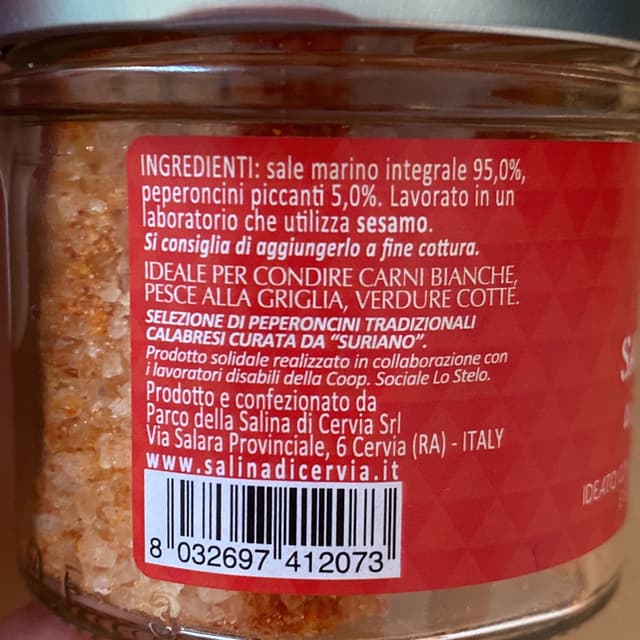 INGREDIENTI: sale marino integrale 95,0%,
peperoncini piccanti 5,0%. Lavorato in un
laboratorio che utilizza sesamo.
Si consiglia di aggiungerlo a fine cottura.
IDEALE PER CONDIRE CARNI BIANCHE,
PESCE ALLA GRIGLIA, VERDURE COTTE.
SELEZIONE DI PEPERONCINI TRADIZIONALI
CALABRESI CURATA DA "SURIANO".
Prodotto solidale realizzato in collaborazione con
i lavoratori disabili della Coop. Sociale Lo Stelo.
Prodotto e confezionato da
Parco della Salina di Cervia Srl
Via Salara Provinciale, 6 Cervia (RA) - ITALY
www.salinadicervia.it
8 032697 412073
IDEATO